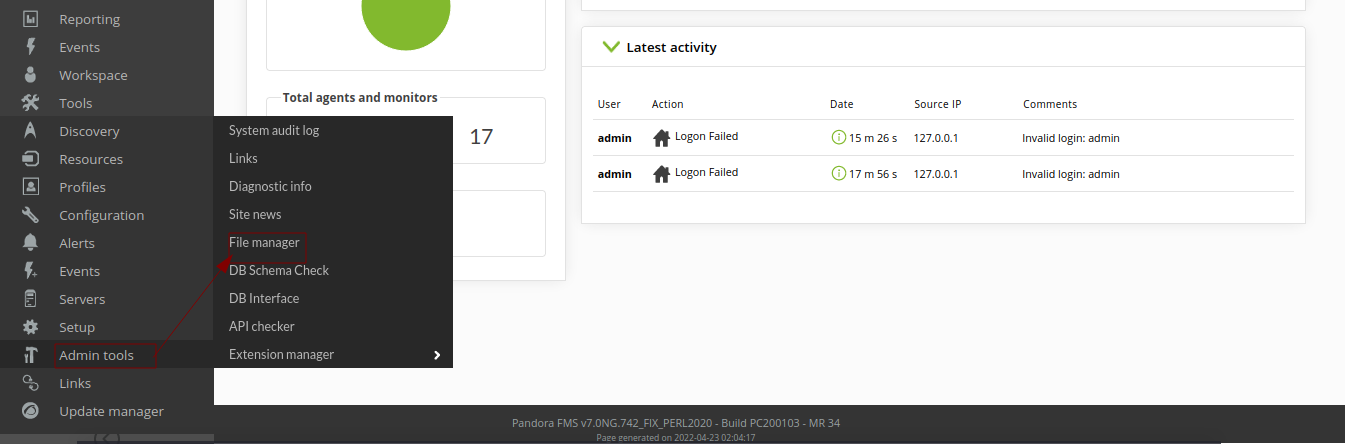 Reporting
Events
Workspace
Tools
Discovery
Resources
Profiles
Configuration
Alerts
Events
Servers
Setup
Admin tools
Links
Update manager
System audit log
Links
Diagnostic info
Site news
File manager
DB Schema Check
DB Interface
API checker
Extension manager
Total agents and monitors
17
Latest activity
User Action Date Source IP Comments
admin Logon Failed 15 m 26 s 127.0.0.1 Invalid login: admin
admin Logon Failed 17 m 56 s 127.0.0.1 Invalid login: admin
Pandora FMS v7.0NG.742_FIX_PERL2020 - Build PC200103 - MR 34
Page generated on 2022-04-23 02:04:17